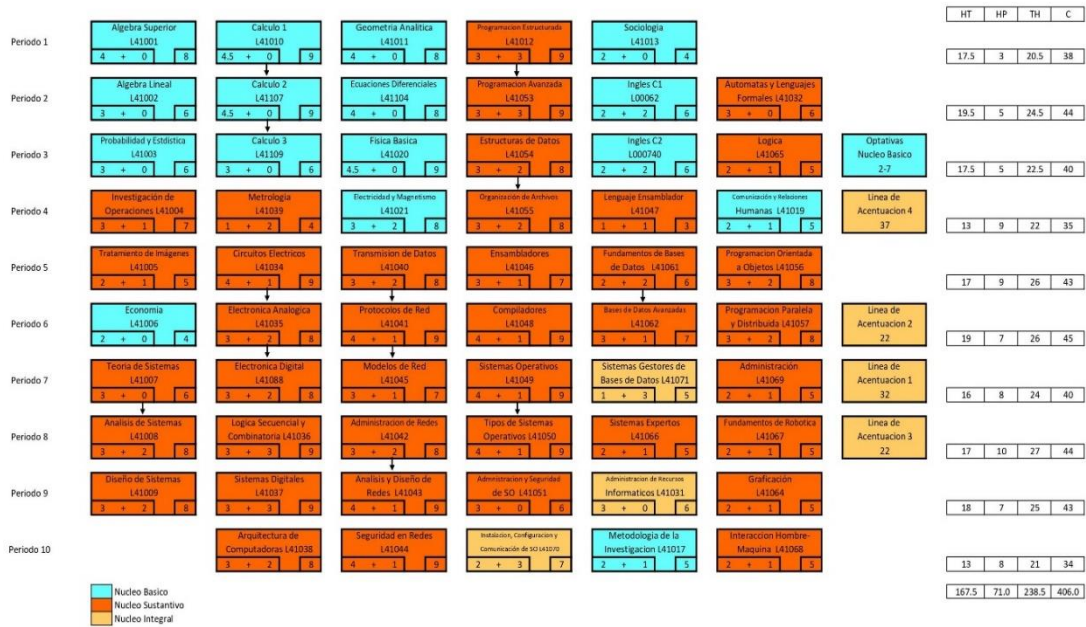 HT HP TH C
Periodo 1
Algebra Superior
L41001
4 + 0 8
Calculo 1
L41010
4.5 + 0 9
Geometria Analitica
L41011
4 + 0 8
Programacion Estructurada
L41012
3 + 3 9
Sociologia
L41013
2 + 0 4
17.5 3 20.5 38
Periodo 2
Algebra Lineal
L41002
3 + 0 6
Calculo 2
L41107
4.5 + 0 9
Ecuaciones Diferenciales
L41104
4 + 0 8
Programacion Avanzada
L41053
3 + 3 9
Ingles C1
L00062
2 + 2 6
Automatas y Lenguajes
Formales L41032
3 + 0 6
19.5 5 24.5 44
Periodo 3
Probabilidad y Estdistica
L41003
3 + 0 6
Calculo 3
L41109
3 + 0 6
Fisica Basica
L41020
4.5 + 0 9
Estructuras de Datos
L41054
3 + 2 8
Ingles C2
L000740
2 + 2 6
Logica
L41065
2 + 1 5
Optativas
Nucleo Basico
2-7
17.5 5 22.5 40
Periodo 4
Investigación de
Operaciones L41004
3 + 1 7
Metrologia
L41039
1 + 2 4
Electricidad y Magnetismo
L41021
3 + 2 8
Organización de Archivos
L41055
3 + 2 8
Lenguaje Ensamblador
L41047
1 + 1 3
Comunicación y Relaciones
Humanas L41019
2 + 1 5
Linea de
Acentuacion 4
37
13 9 22 35
Periodo 5
Tratamiento de Imágenes
L41005
2 + 1 5
Circuitos Electricos
L41034
4 + 1 9
Transmision de Datos
L41040
3 + 2 8
Ensambladores
L41046
3 + 1 7
Fundamentos de Bases
de Datos L41061
2 + 2 6
Programacion Orientada
a Objetos L41056
3 + 2 8
17 9 26 43
Periodo 6
Economia
L41006
2 + 0 4
Electronica Analogica
L41035
3 + 2 8
Protocolos de Red
L41041
4 + 1 9
Compiladores
L41048
4 + 1 9
Bases de Datos Avanzadas
L41062
3 + 1 7
Programacion Paralela
y Distribuida L41057
3 + 2 8
Linea de
Acentuacion 2
22
19 7 26 45
Periodo 7
Teoria de Sistemas
L41007
3 + 0 6
Electronica Digital
L41088
3 + 2 8
Modelos de Red
L41045
3 + 1 7
Sistemas Operativos
L41049
4 + 1 9
Sistemas Gestores de
Bases de Datos L41071
1 + 3 5
Administración
L41069
2 + 1 5
Linea de
Acentuacion 1
32
16 8 24 40
Periodo 8
Analisis de Sistemas
L41008
3 + 2 8
Logica Secuencial y
Combinatoria L41036
3 + 3 9
Administracion de Redes
L41042
3 + 2 8
Tipos de Sistemas
Operativos L41050
4 + 1 9
Sistemas Expertos
L41066
2 + 1 5
Fundamentos de Robotica
L41067
2 + 1 5
Linea de
Acentuacion 3
22
17 10 27 44
Periodo 9
Diseño de Sistemas
L41009
3 + 2 8
Sistemas Digitales
L41037
3 + 3 9
Analisis y Diseño de
Redes L41043
4 + 1 9
Administracion y Seguridad
de SO L41051
3 + 0 6
Administracion de Recursos
Informaticos L41031
3 + 0 6
Graficación
L41064
2 + 1 5
18 7 25 43
Periodo 10
Arquitectura de
Computadoras L41038
3 + 2 8
Seguridad en Redes
L41044
4 + 1 9
Instalacion, Configuracion y
Comunicación de SO L41070
2 + 3 7
Metodologia de la
Investigacion L41017
2 + 1 5
Interaccion Hombre-
Maquina L41068
2 + 1 5
13 8 21 34
167.5 71.0 238.5 406.0
Nucleo Basico
Nucleo Sustantivo
Nucleo Integral